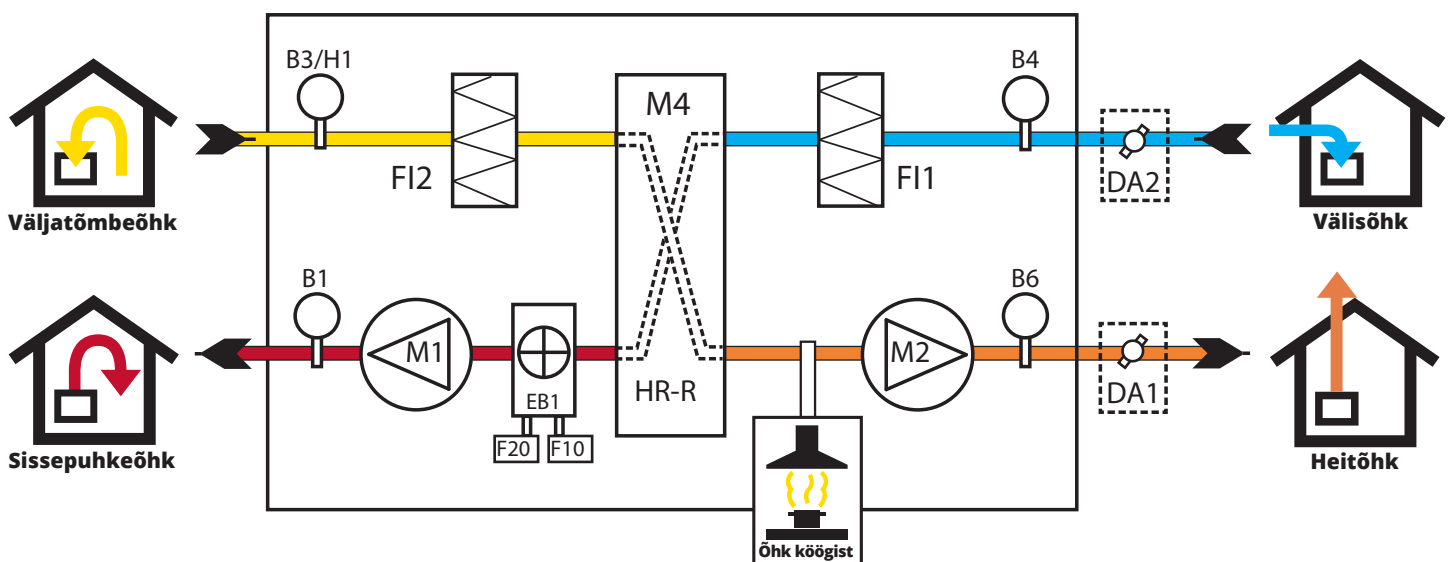 B3/H1
B4
M4
FI2
FI1
DA2
Väljatõmbeõhk
Välisõhk
B1
B6
M1
M2
EB1
HR-R
DA1
F20
F10
Sissepuhkeõhk
Heitõhk
Õhk köögist